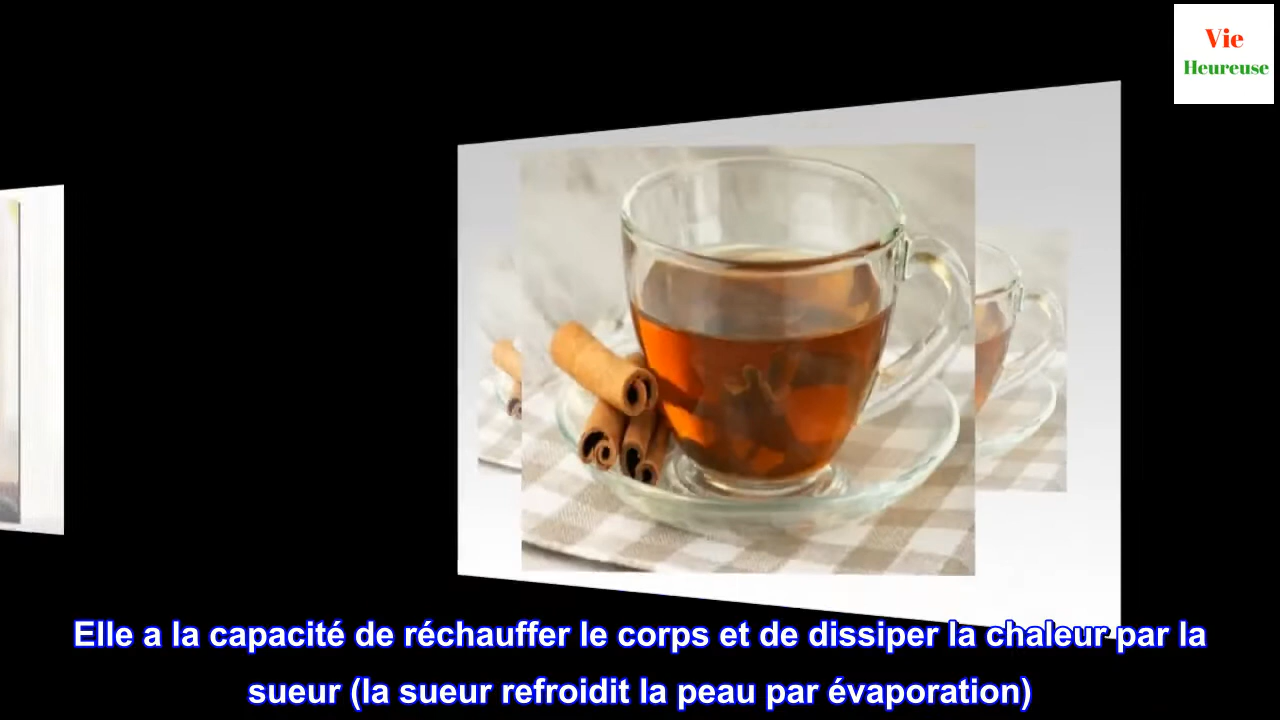 Vie
Heureuse
Elle a la capacité de réchauffer le corps et de dissiper la chaleur par la
sueur (la sueur refroidit la peau par évaporation)